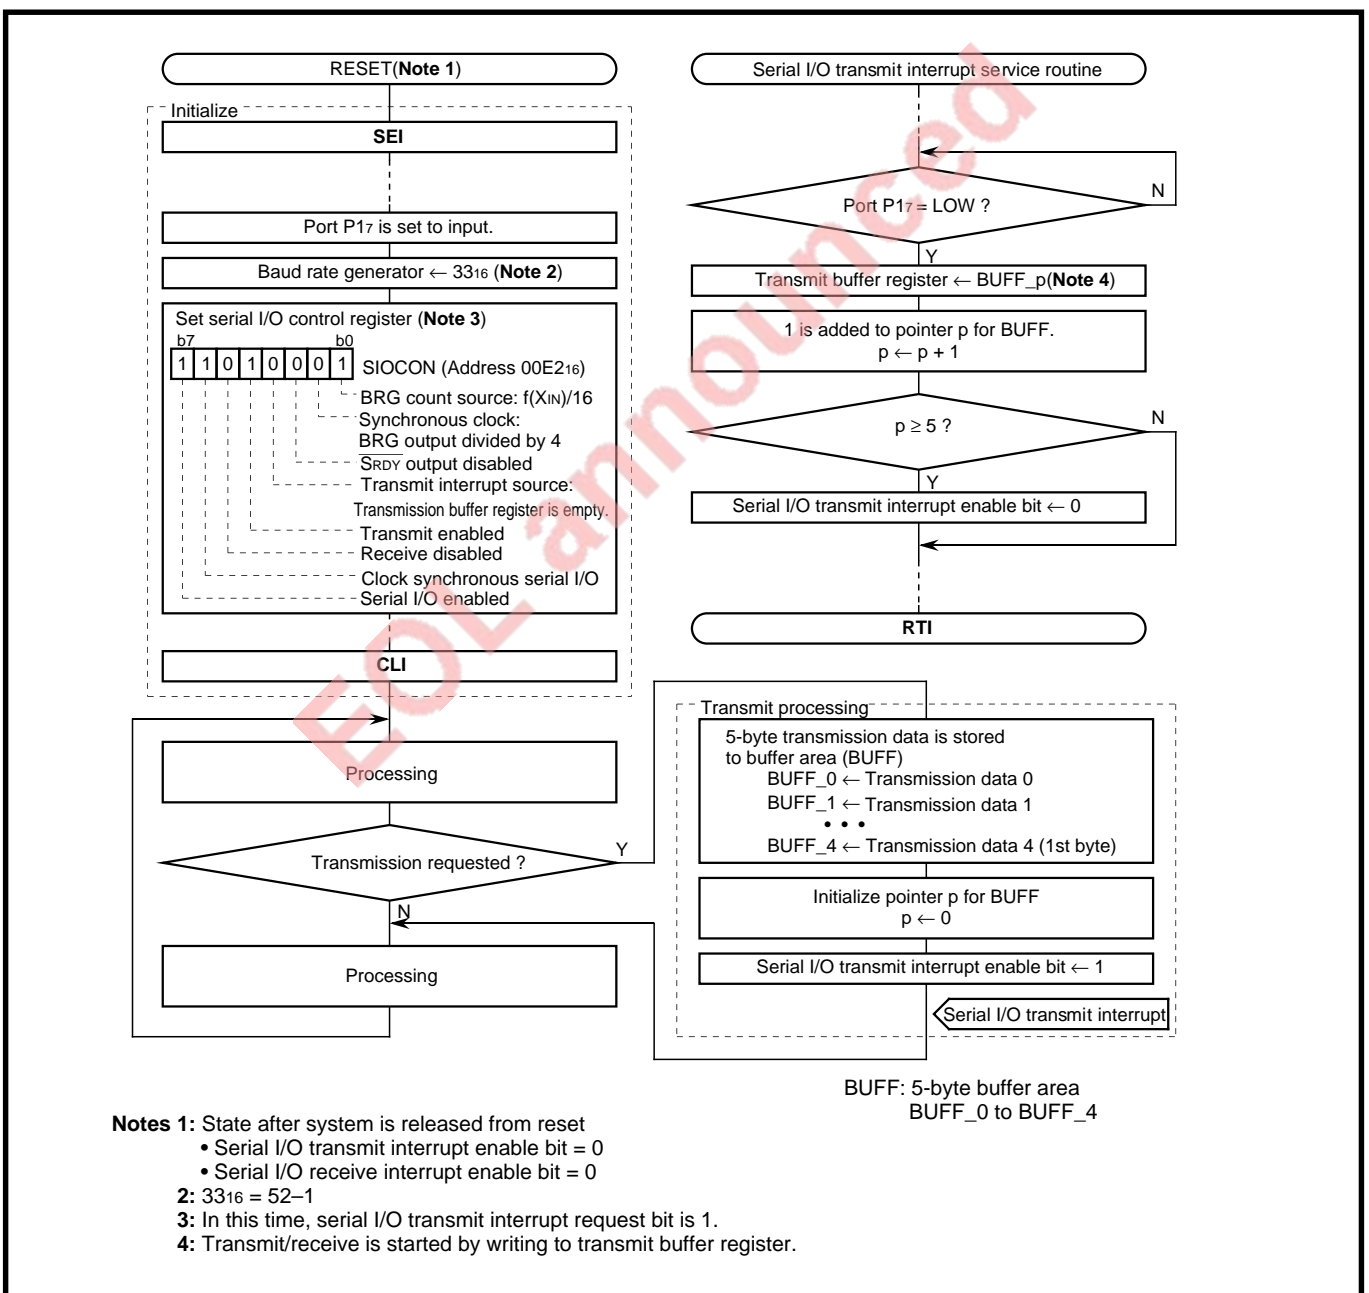 RESET(Note 1)
Initialize
SEI
Port P17 is set to input.
Baud rate generator ← 3316 (Note 2)
Set serial I/O control register (Note 3)
b7 b0
1 1 0 1 0 0 0 1 SIOCON (Address 00E216)
BRG count source: f(XIN)/16
Synchronous clock:
BRG output divided by 4
SRDY output disabled
Transmit interrupt source:
Transmission buffer register is empty.
Transmit enabled
Receive disabled
Clock synchronous serial I/O
Serial I/O enabled
CLI
Processing
Transmission requested ?
Y
N
Processing
Serial I/O transmit interrupt service routine
Port P17 = LOW ?
N
Y
Transmit buffer register ← BUFF_p(Note 4)
1 is added to pointer p for BUFF.
p ← p + 1
p ≥ 5 ?
N
Y
Serial I/O transmit interrupt enable bit ← 0
RTI
Transmit processing
5-byte transmission data is stored
to buffer area (BUFF)
BUFF_0 ← Transmission data 0
BUFF_1 ← Transmission data 1
• • •
BUFF_4 ← Transmission data 4 (1st byte)
Initialize pointer p for BUFF
p ← 0
Serial I/O transmit interrupt enable bit ← 1
Serial I/O transmit interrupt
BUFF: 5-byte buffer area
BUFF_0 to BUFF_4
Notes 1: State after system is released from reset
• Serial I/O transmit interrupt enable bit = 0
• Serial I/O receive interrupt enable bit = 0
2: 3316 = 52–1
3: In this time, serial I/O transmit interrupt request bit is 1.
4: Transmit/receive is started by writing to transmit buffer register.
EOL announced